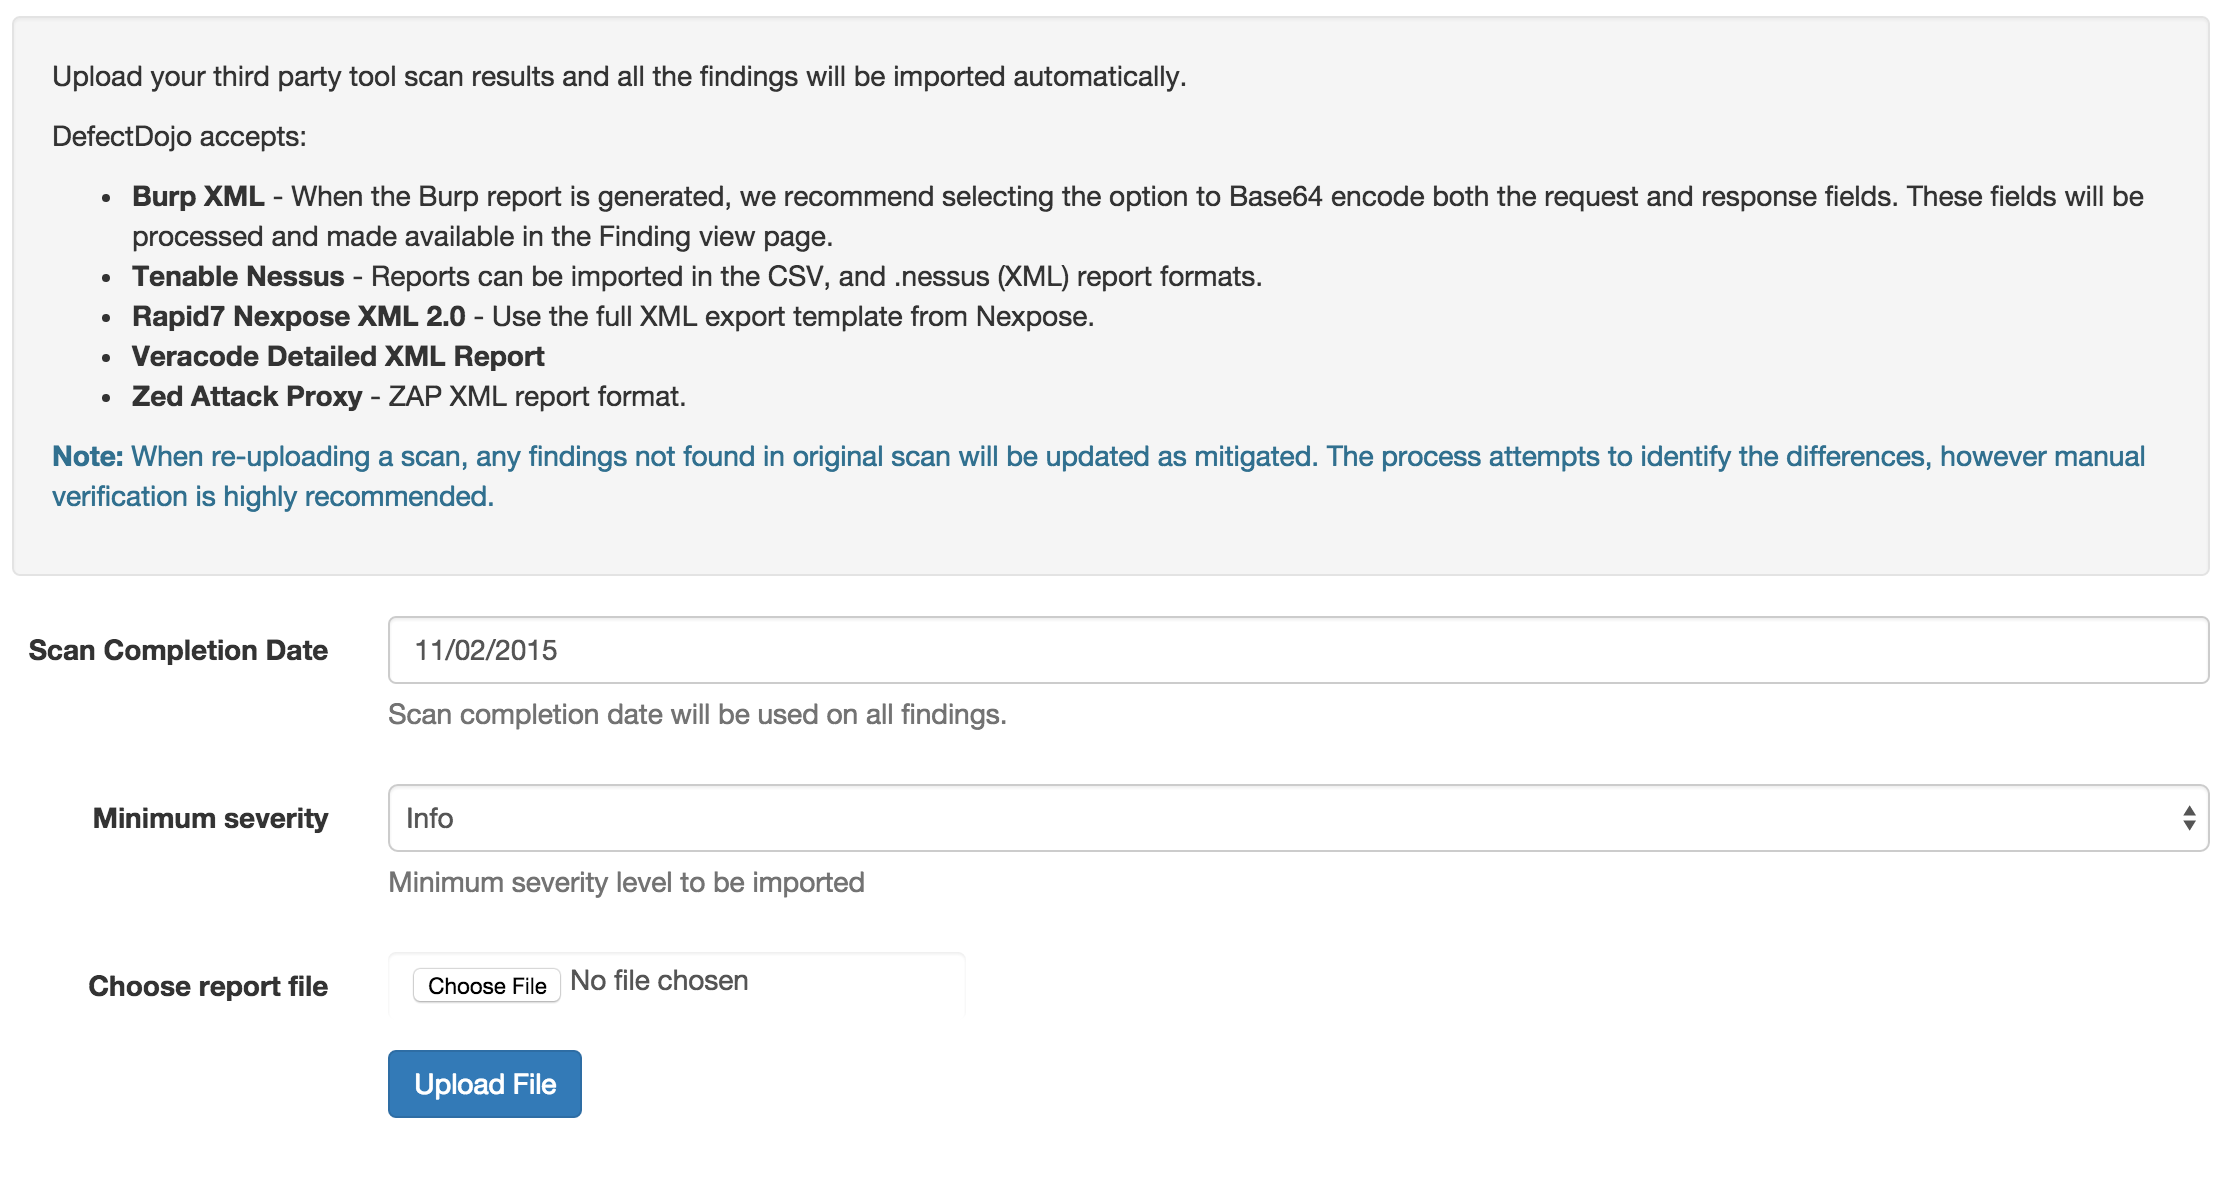 Upload your third party tool scan results and all the findings will be imported automatically.
DefectDojo accepts:
• Burp XML - When the Burp report is generated, we recommend selecting the option to Base64 encode both the request and response fields. These fields will be
processed and made available in the Finding view page.
• Tenable Nessus - Reports can be imported in the CSV, and .nessus (XML) report formats.
• Rapid7 Nexpose XML 2.0 - Use the full XML export template from Nexpose.
• Veracode Detailed XML Report
• Zed Attack Proxy - ZAP XML report format.
Note: When re-uploading a scan, any findings not found in original scan will be updated as mitigated. The process attempts to identify the differences, however manual
verification is highly recommended.
Scan Completion Date 11/02/2015
Scan completion date will be used on all findings.
Minimum severity Info
Minimum severity level to be imported
Choose report file Choose File No file chosen
Upload File